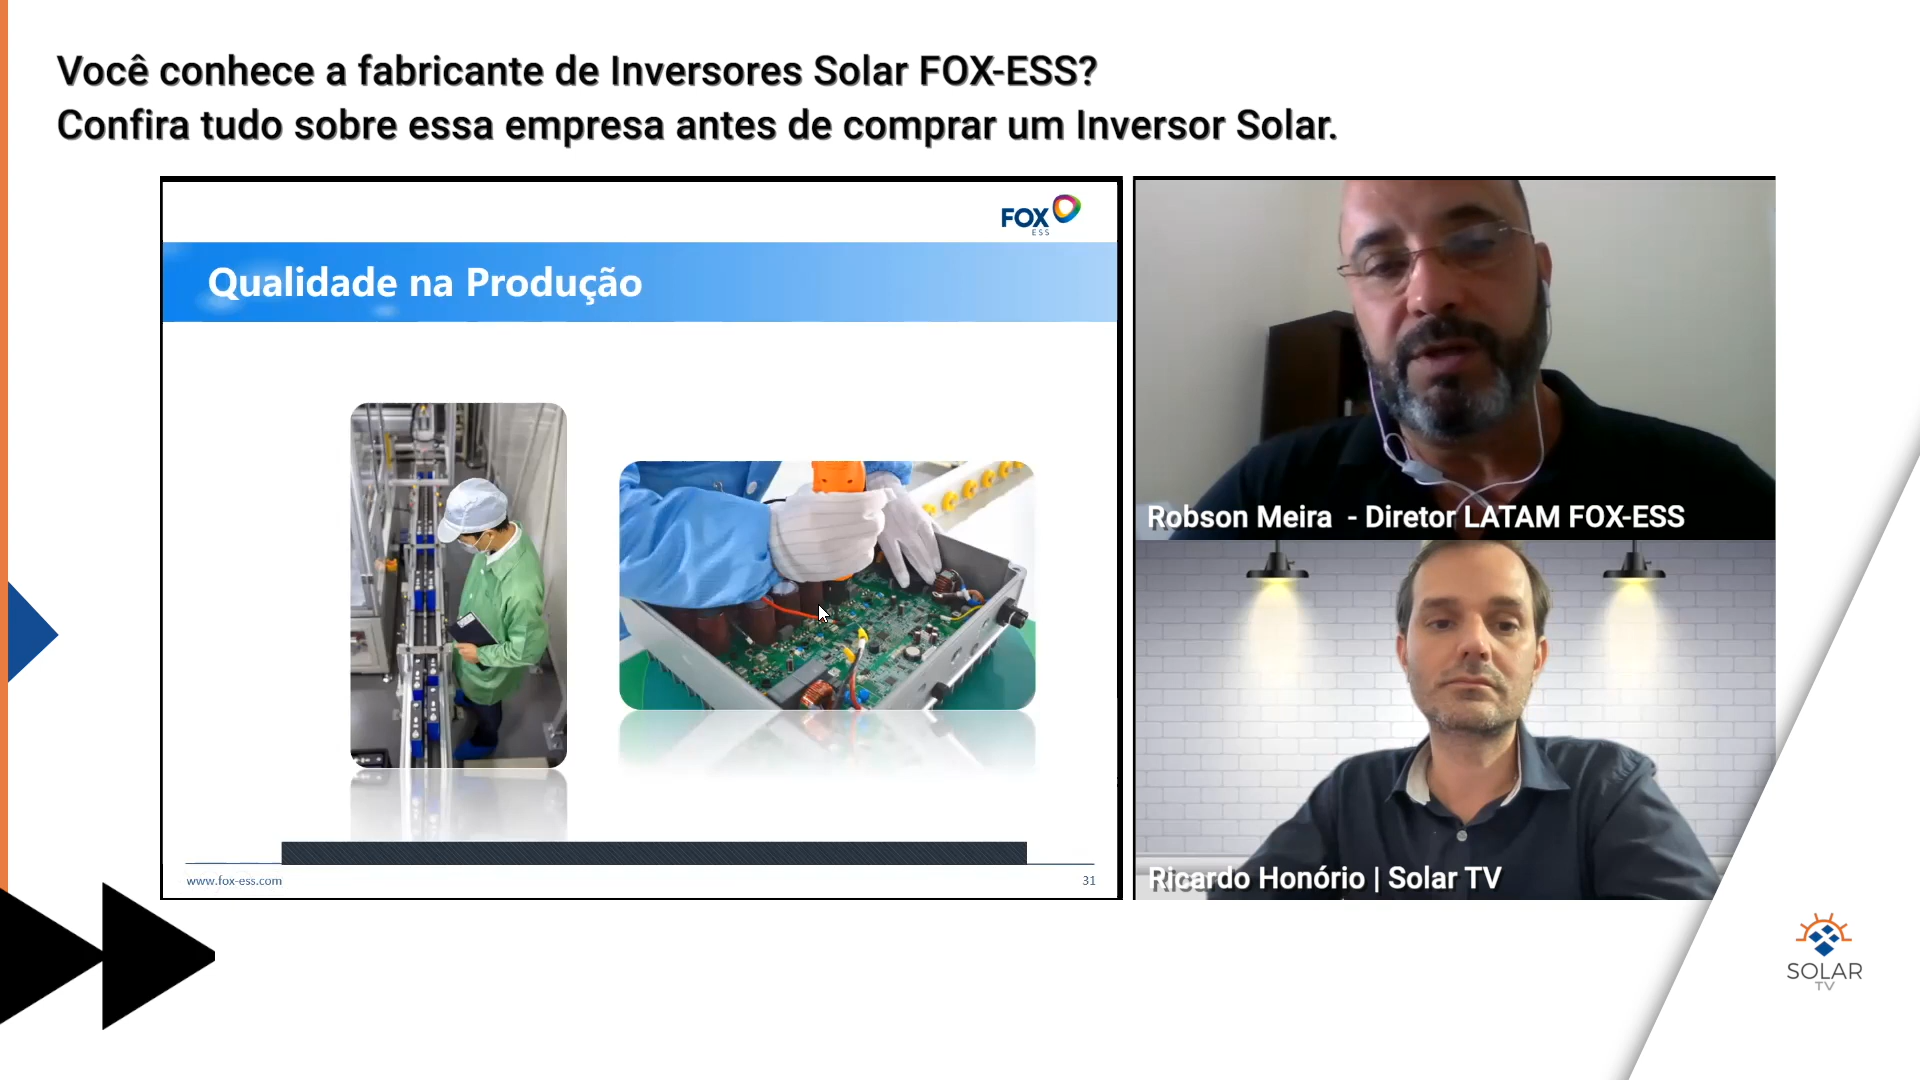 Você conhece a fabricante de Inversores Solar FOX-ESS?
Confira tudo sobre essa empresa antes de comprar um Inversor Solar.
FOX
ESS
Qualidade na Produção
www.fox-ess.com
31
Robson Meira - Diretor LATAM FOX-ESS
Ricardo Honório | Solar TV
SOLAR
TV